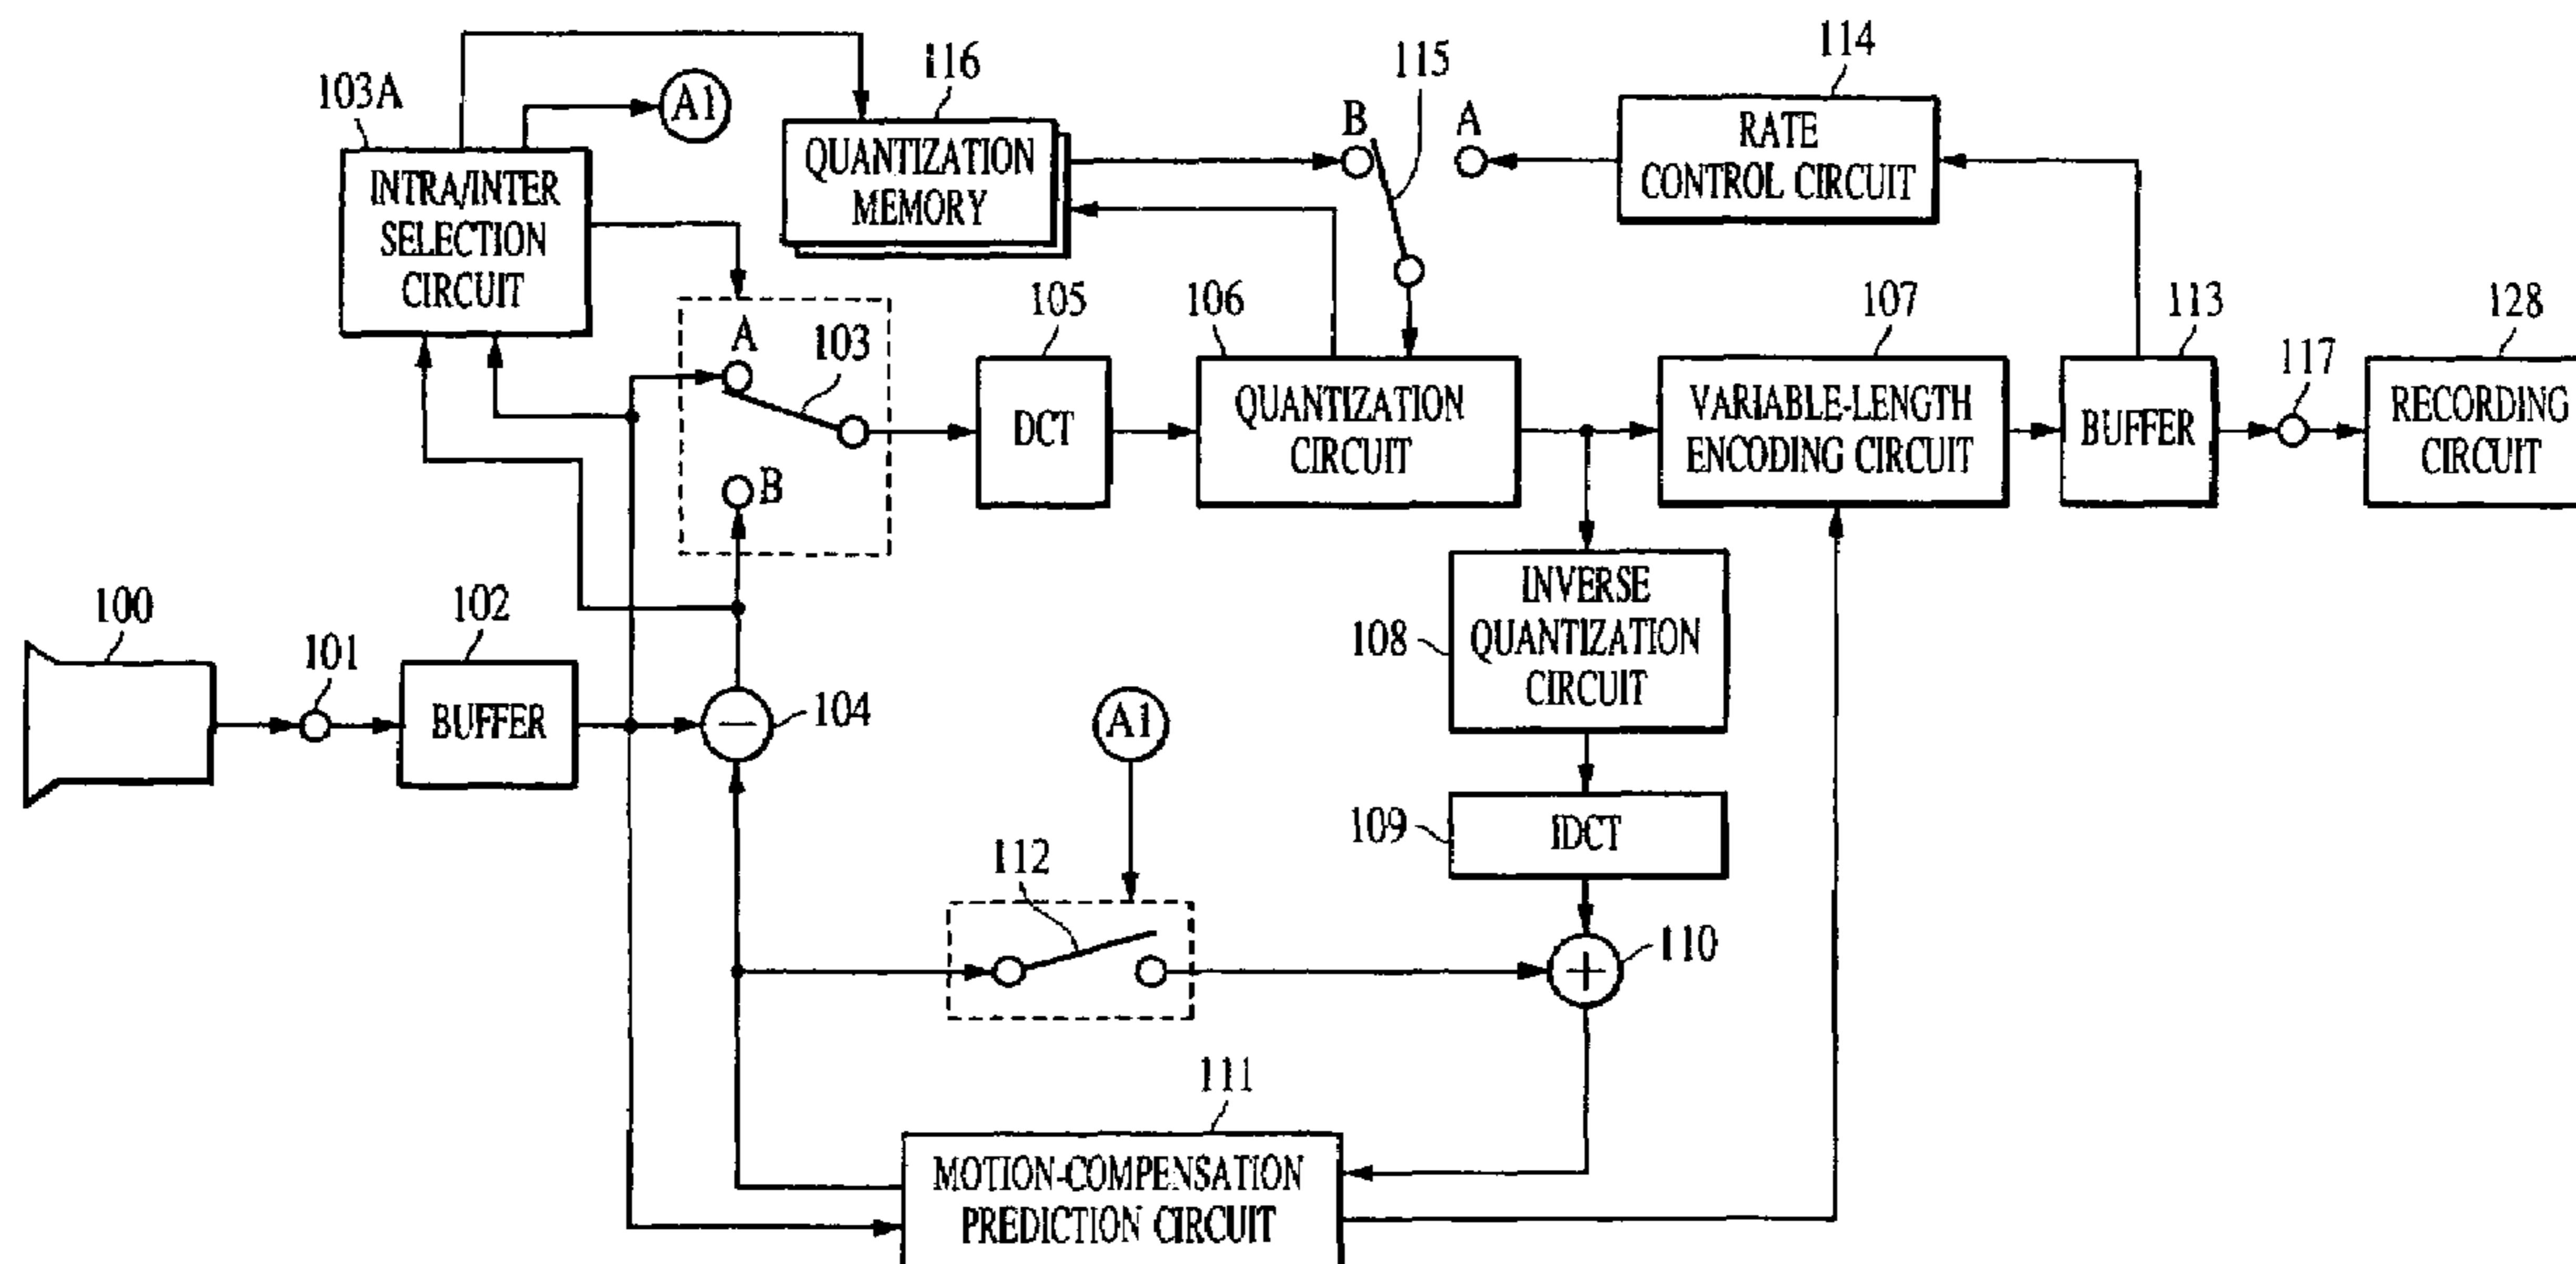 114
116
115
103A
A1
B
A
RATE
CONTROL CIRCUIT
QUANTIZATION
MEMORY
INTRA/INTER
SELECTION
CIRCUIT
105
106
107
113
128
A
103
117
DCT
QUANTIZATION
CIRCUIT
VARIABLE-LENGTH
ENCODING CIRCUIT
BUFFER
RECORDING
CIRCUIT
B
100
102
101
INVERSE
QUANTIZATION
CIRCUIT
108
BUFFER
104
A1
109
IDCT
112
110
111
MOTION-COMPENSATION
PREDICTION CIRCUIT